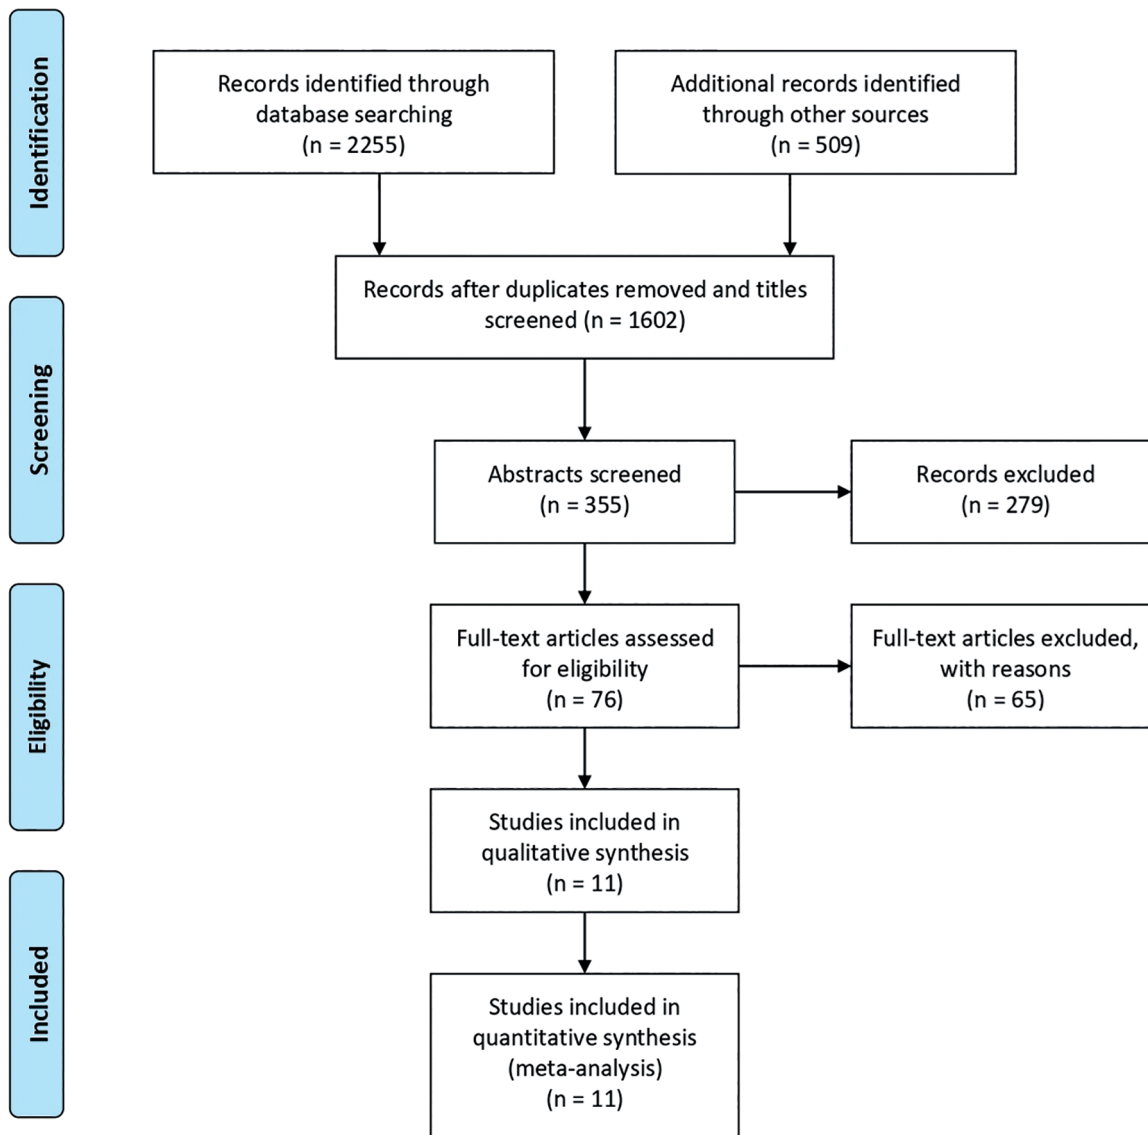 Identification
Records identified through
database searching
(n = 2255)
Additional records identified
through other sources
(n = 509)
Records after duplicates removed and titles
screened (n = 1602)
Screening
Abstracts screened
(n = 355)
Records excluded
(n = 279)
Eligibility
Full-text articles assessed
for eligibility
(n = 76)
Full-text articles excluded,
with reasons
(n = 65)
Studies included in
qualitative synthesis
(n = 11)
Included
Studies included in
quantitative synthesis
(meta-analysis)
(n = 11)